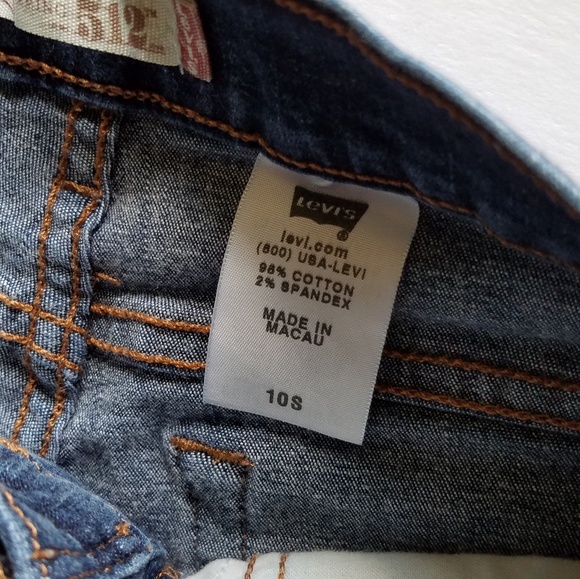 512
Levi's
®
levi.com
(800) USA-LEVI
98% COTTON
2% SPANDEX
MADE IN
MACAU
10S